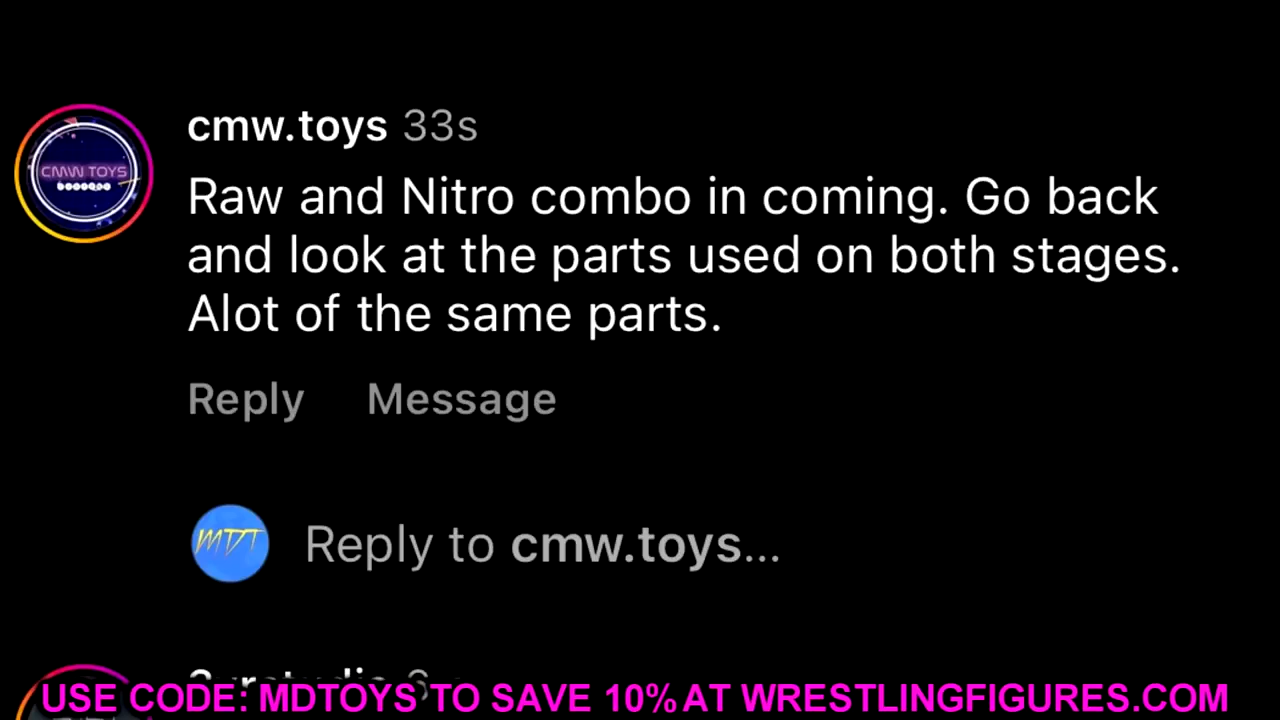 cmw.toys 33s
CMW TOYS
Raw and Nitro combo in coming. Go back
and look at the parts used on both stages.
Alot of the same parts.
Reply Message
MDT
Reply to cmw.toys...
USE CODE: MDTOYS TO SAVE 10% AT WRESTLINGFIGURES.COM